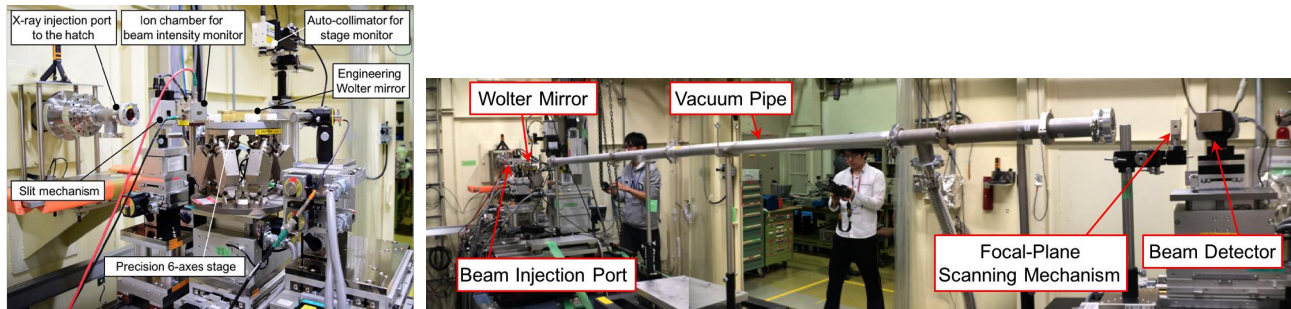 X-ray injection port
to the hatch
Ion chamber for
beam intensity monitor
Auto-collimator for
stage monitor
Engineering
Wolter mirror
Slit mechanism
Precision 6-axes stage
Wolter Mirror
Vacuum Pipe
Beam Injection Port
Focal-Plane
Scanning Mechanism
Beam Detector